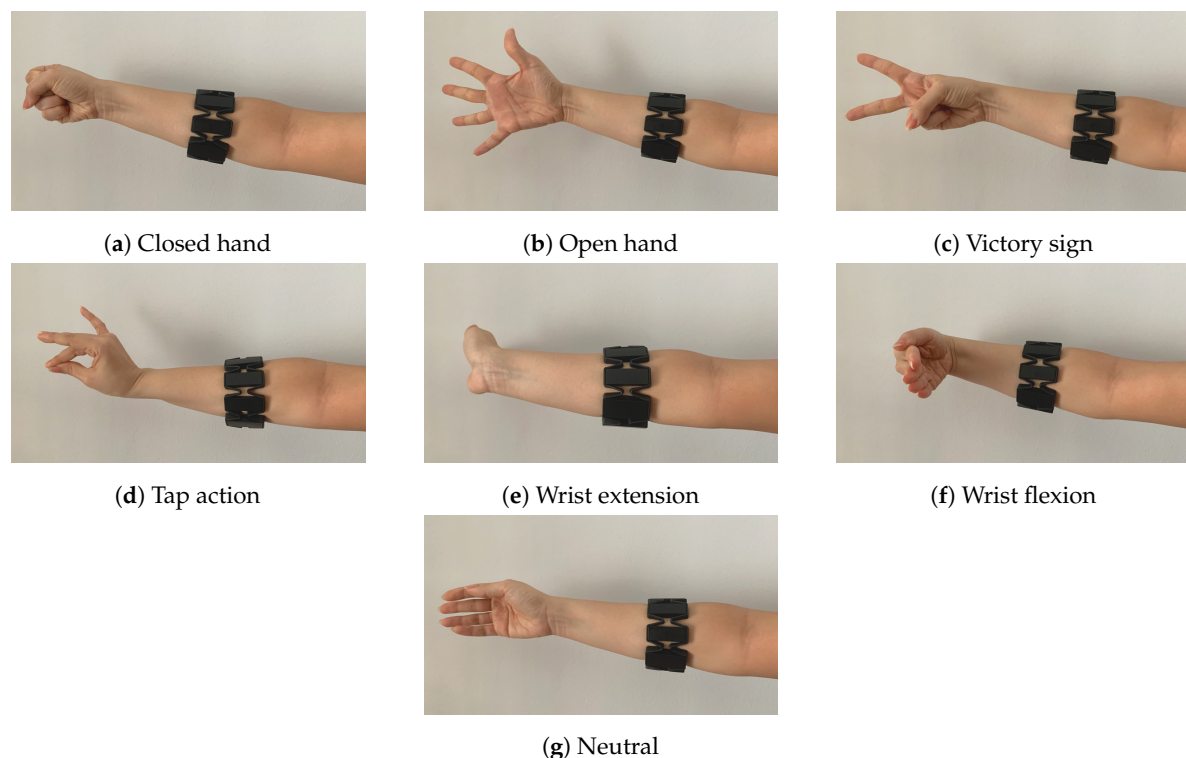 (a) Closed hand
(b) Open hand
(c) Victory sign
(d) Tap action
(e) Wrist extension
(f) Wrist flexion
(g) Neutral